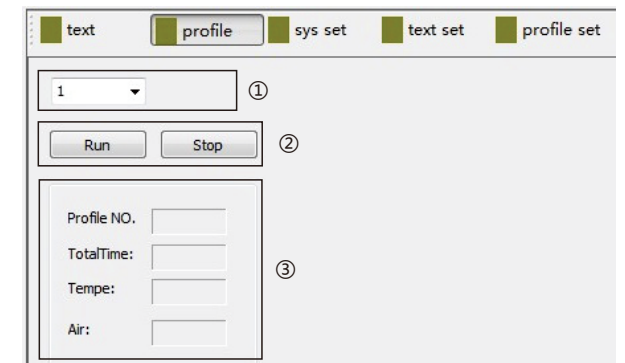 text profile sys set text set profile set
1 ①
Run Stop ②
Profile NO.
TotalTime:
③
Tempe:
Air: